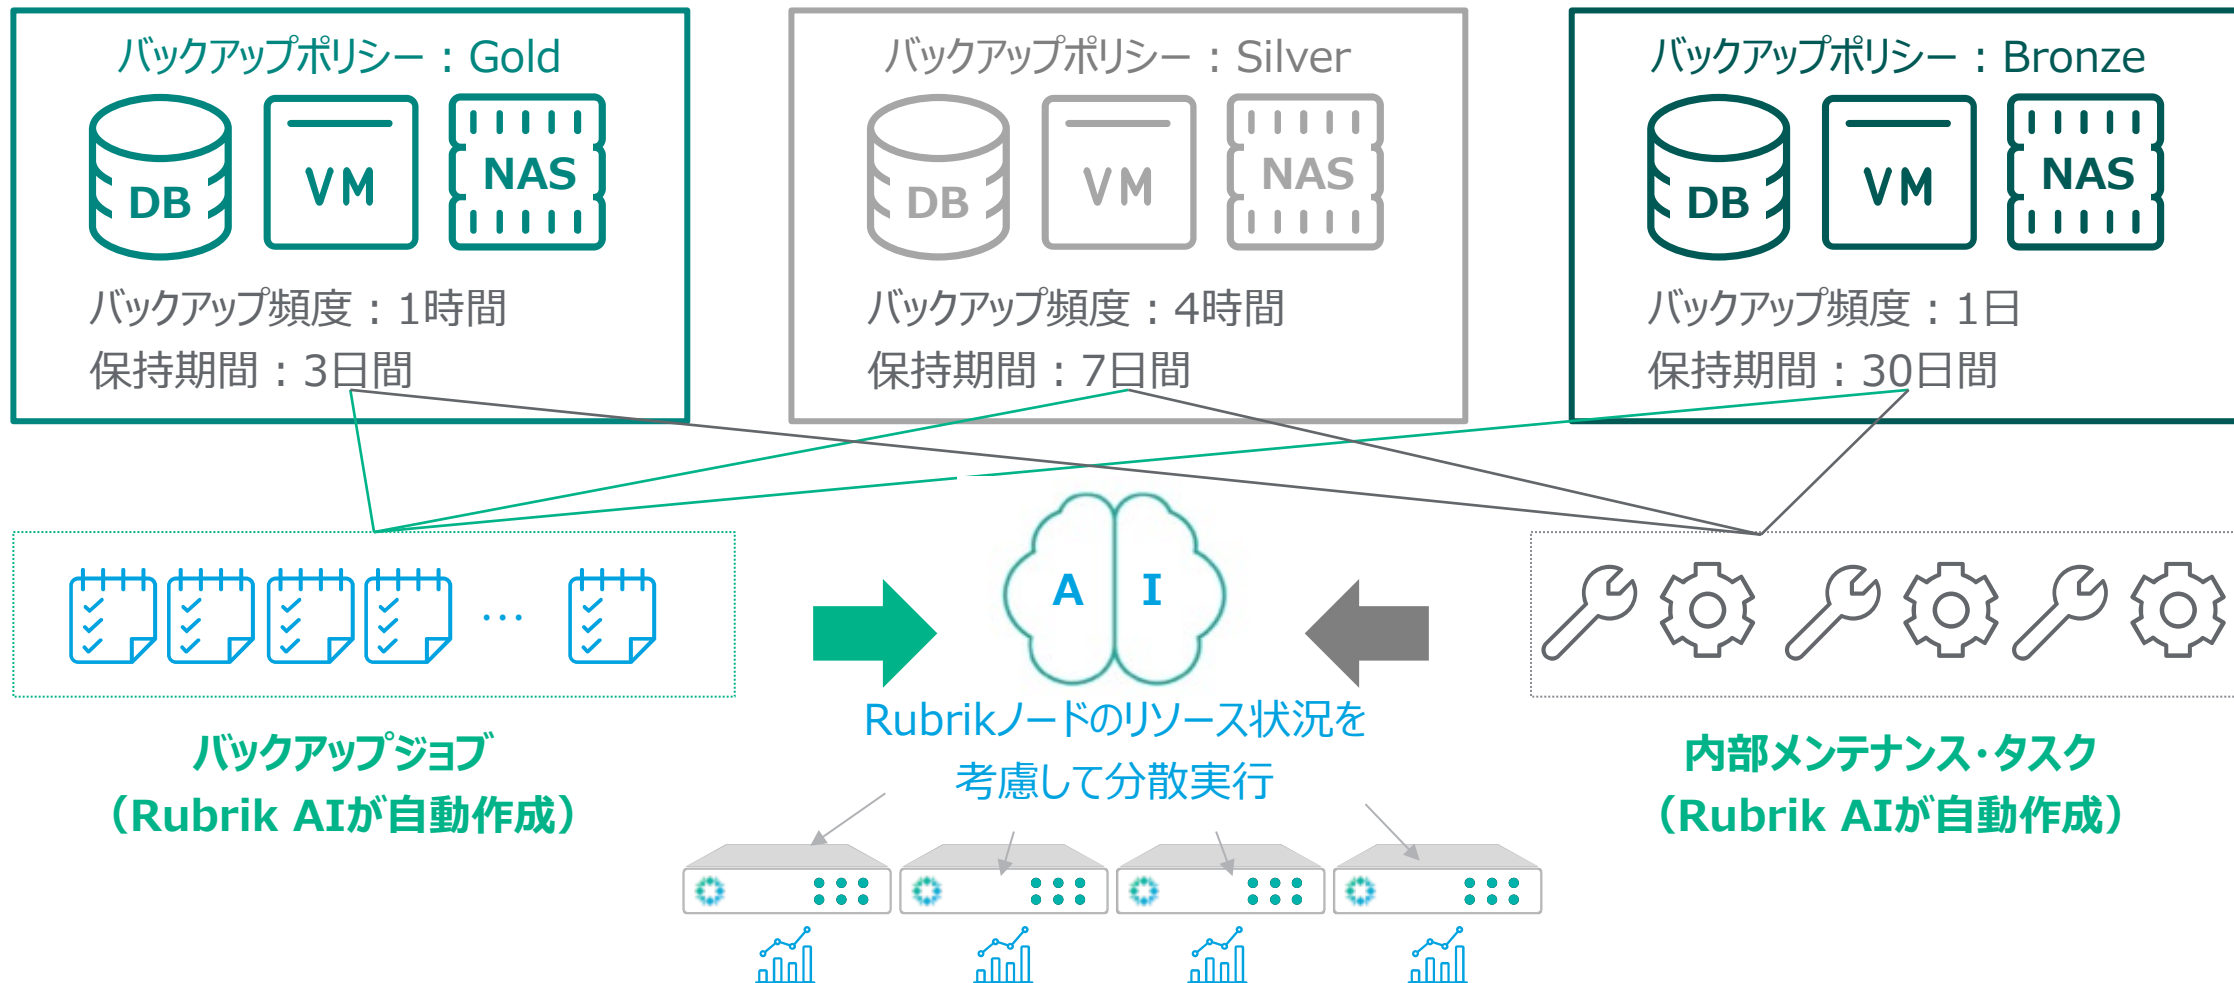 バックアップポリシー：Gold
DB
VM
NAS
バックアップ頻度：1時間
保持期間：3日間
バックアップポリシー：Silver
DB
VM
NAS
バックアップ頻度：4時間
保持期間：7日間
バックアップポリシー：Bronze
DB
VM
NAS
バックアップ頻度：1日
保持期間：30日間
…
バックアップジョブ
（Rubrik AIが自動作成）
A I
Rubrikノードのリソース状況を
考慮して分散実行
内部メンテナンス・タスク
（Rubrik AIが自動作成）